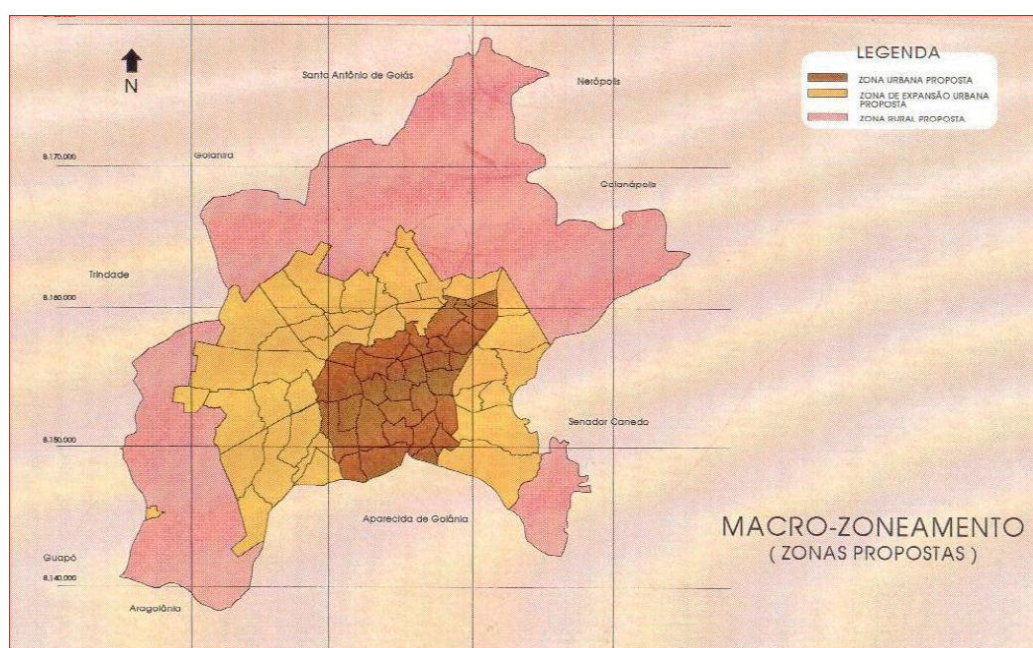 N
Santo Antônio de Goiás
Nerópolis
LEGENDA
ZONA URBANA PROPOSTA
ZONA DE EXPANSÃO URBANA
PROPOSTA
ZONA RURAL PROPOSTA
Goianira
8.170.000
Goianápolis
Trindade
8.160.000
Senador Canedo
8.150.000
Aparecida de Goiânia
MACRO-ZONEAMENTO
( ZONAS PROPOSTAS )
Guapó
8.140.000
Aragoiânia